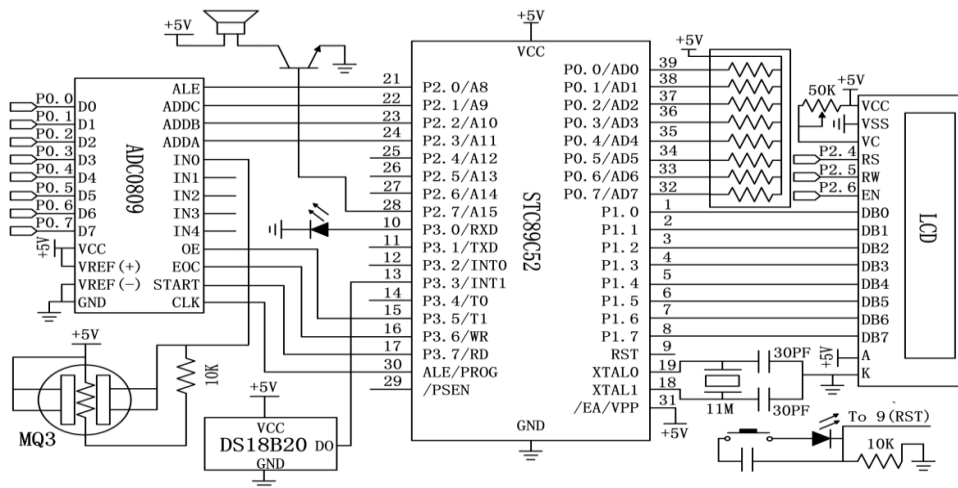 +5V
ALE
ADDC
ADDB
ADDA
IN0
IN1
IN2
IN3
IN4
OE
EOC
START
CLK
P0.0
P0.1
P0.2
P0.3
P0.4
P0.5
P0.6
P0.7
D0
D1
D2
D3
D4
D5
D6
D7
+5V
VCC
VREF(+)
VREF(-)
GND
ADC0809
+5V
MQ3
10K
+5V
VCC
DS18B20
DO
GND
+5V
VCC
STC89C52
GND
21 P2.0/A8
22 P2.1/A9
23 P2.2/A10
24 P2.3/A11
25 P2.4/A12
26 P2.5/A13
27 P2.6/A14
28 P2.7/A15
10 P3.0/RXD
11 P3.1/TXD
12 P3.2/INT0
13 P3.3/INT1
14 P3.4/T0
15 P3.5/T1
16 P3.6/WR
17 P3.7/RD
30 ALE/PROG
29 /PSEN
P0.0/AD0 39
P0.1/AD1 38
P0.2/AD2 37
P0.3/AD3 36
P0.4/AD4 35
P0.5/AD5 34
P0.6/AD6 33
P0.7/AD7 32
P1.0 1
P1.1 2
P1.2 3
P1.3 4
P1.4 5
P1.5 6
P1.6 7
P1.7 8
RST 9
XTAL0 19
XTAL1 18
/EA/VPP 31
+5V
+5V
50K
+5V
VCC
VSS
VC
P2.4 RS
P2.5 RW
P2.6 EN
DB0
DB1
DB2
DB3
DB4
DB5
DB6
DB7
+5V A
K
LCD
30PF
11M
30PF
To 9(RST)
10K